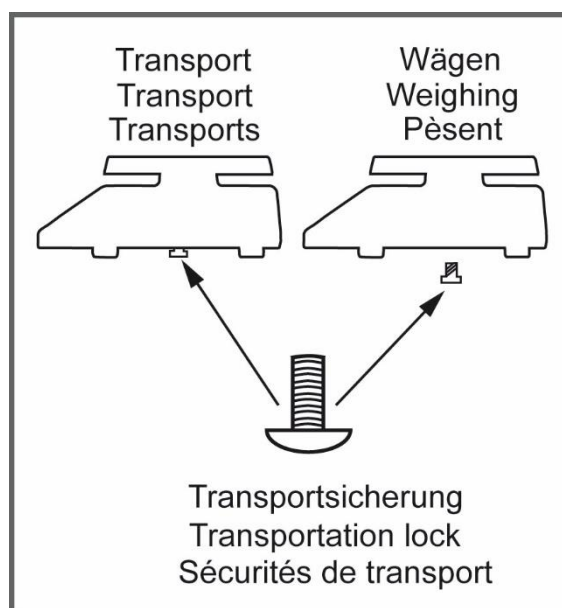 Transport
Transport
Transports
Wägen
Weighing
Pèsent
Transportsicherung
Transportation lock
Sécurités de transport